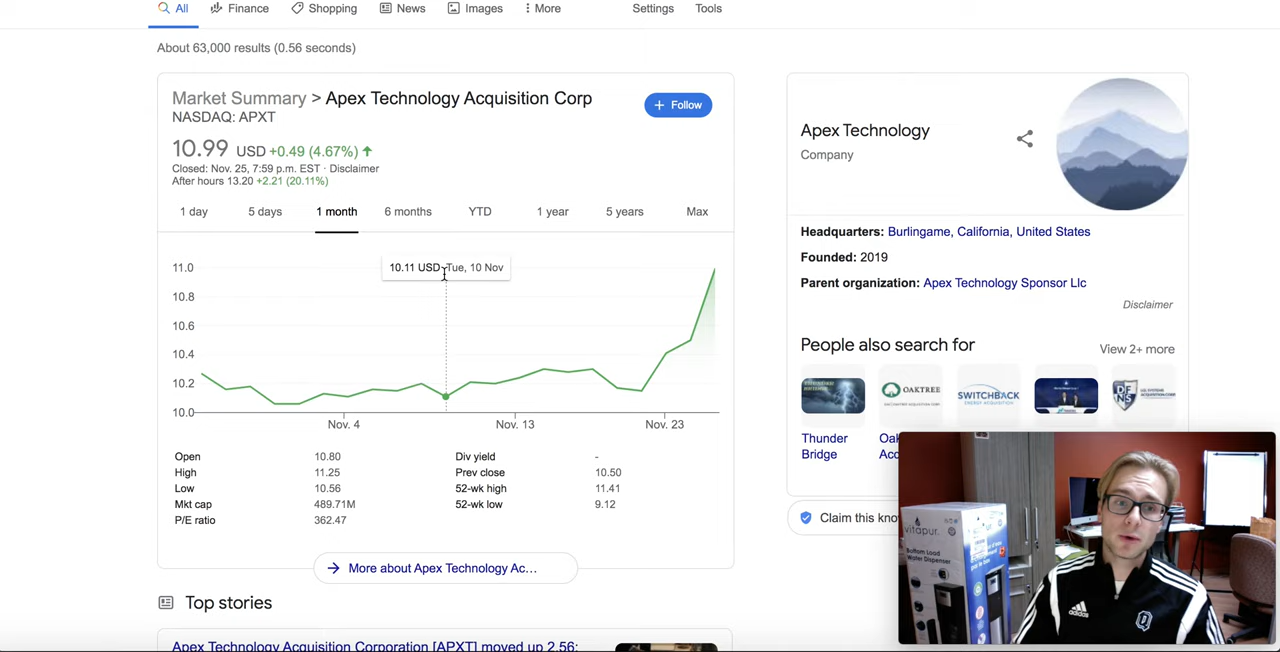 All
Finance
Shopping
News
Images
More
Settings
Tools
About 63,000 results (0.56 seconds)
Market Summary > Apex Technology Acquisition Corp
NASDAQ: APXT
+ Follow
10.99 USD +0.49 (4.67%)
Closed: Nov. 25, 7:59 p.m. EST · Disclaimer
After hours 13.20 +2.21 (20.11%)
1 day
5 days
1 month
6 months
YTD
1 year
5 years
Max
10.11 USD Tue, 10 Nov
11.0
10.8
10.6
10.4
10.2
10.0
Nov. 4
Nov. 13
Nov. 23
Open 10.80
High 11.25
Low 10.56
Mkt cap 489.71M
P/E ratio 362.47
Div yield -
Prev close 10.50
52-wk high 11.41
52-wk low 9.12
More about Apex Technology Ac...
Top stories
Apex Technology Acquisition Corporation [APXT] moved up 2.56:
Apex Technology
Company
Headquarters: Burlingame, California, United States
Founded: 2019
Parent organization: Apex Technology Sponsor Llc
Disclaimer
People also search for
View 2+ more
OAKTREE
SWITCHBACK
DFNS
Thunder
Bridge
Claim this kno
vitapur
Bottom Load
Water Dispenser
adidas